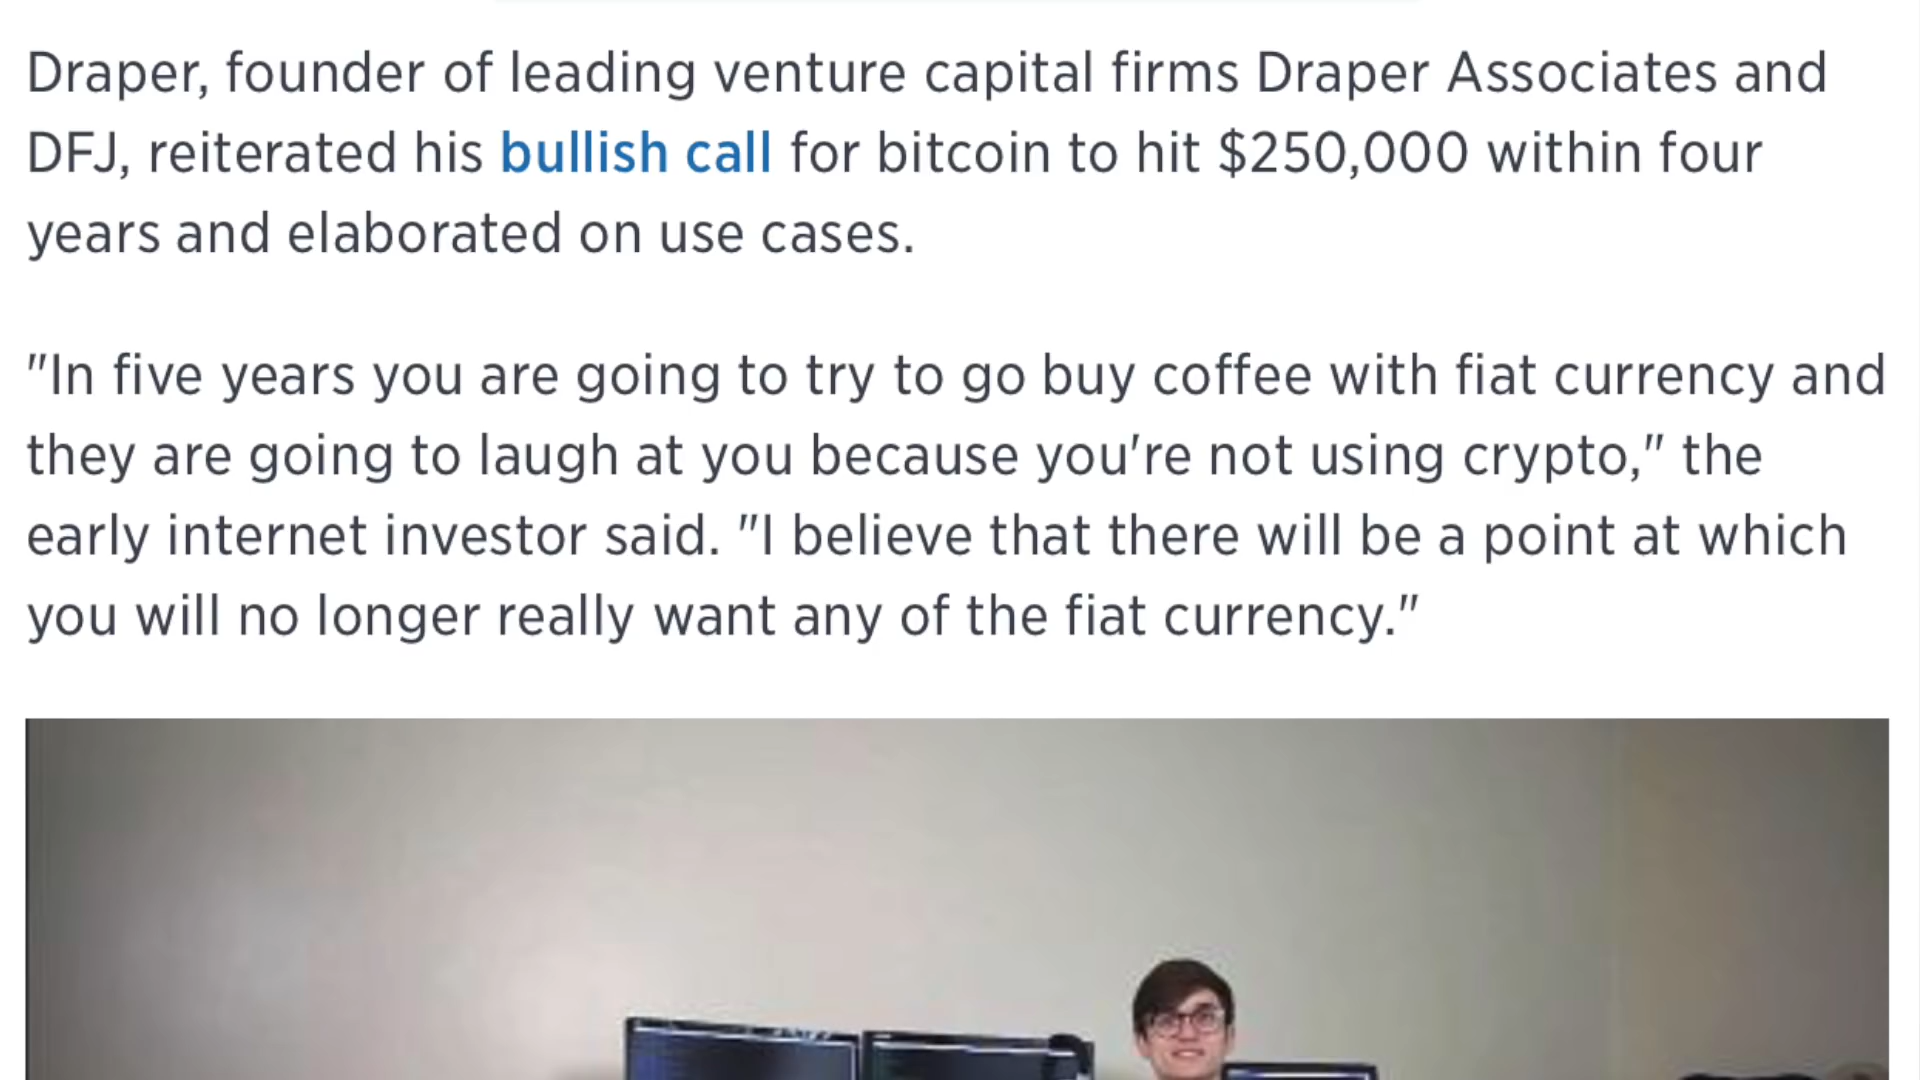 Draper, founder of leading venture capital firms Draper Associates and
DFJ, reiterated his bullish call for bitcoin to hit $250,000 within four
years and elaborated on use cases.
"In five years you are going to try to go buy coffee with fiat currency and
they are going to laugh at you because you're not using crypto," the
early internet investor said. "I believe that there will be a point at which
you will no longer really want any of the fiat currency."